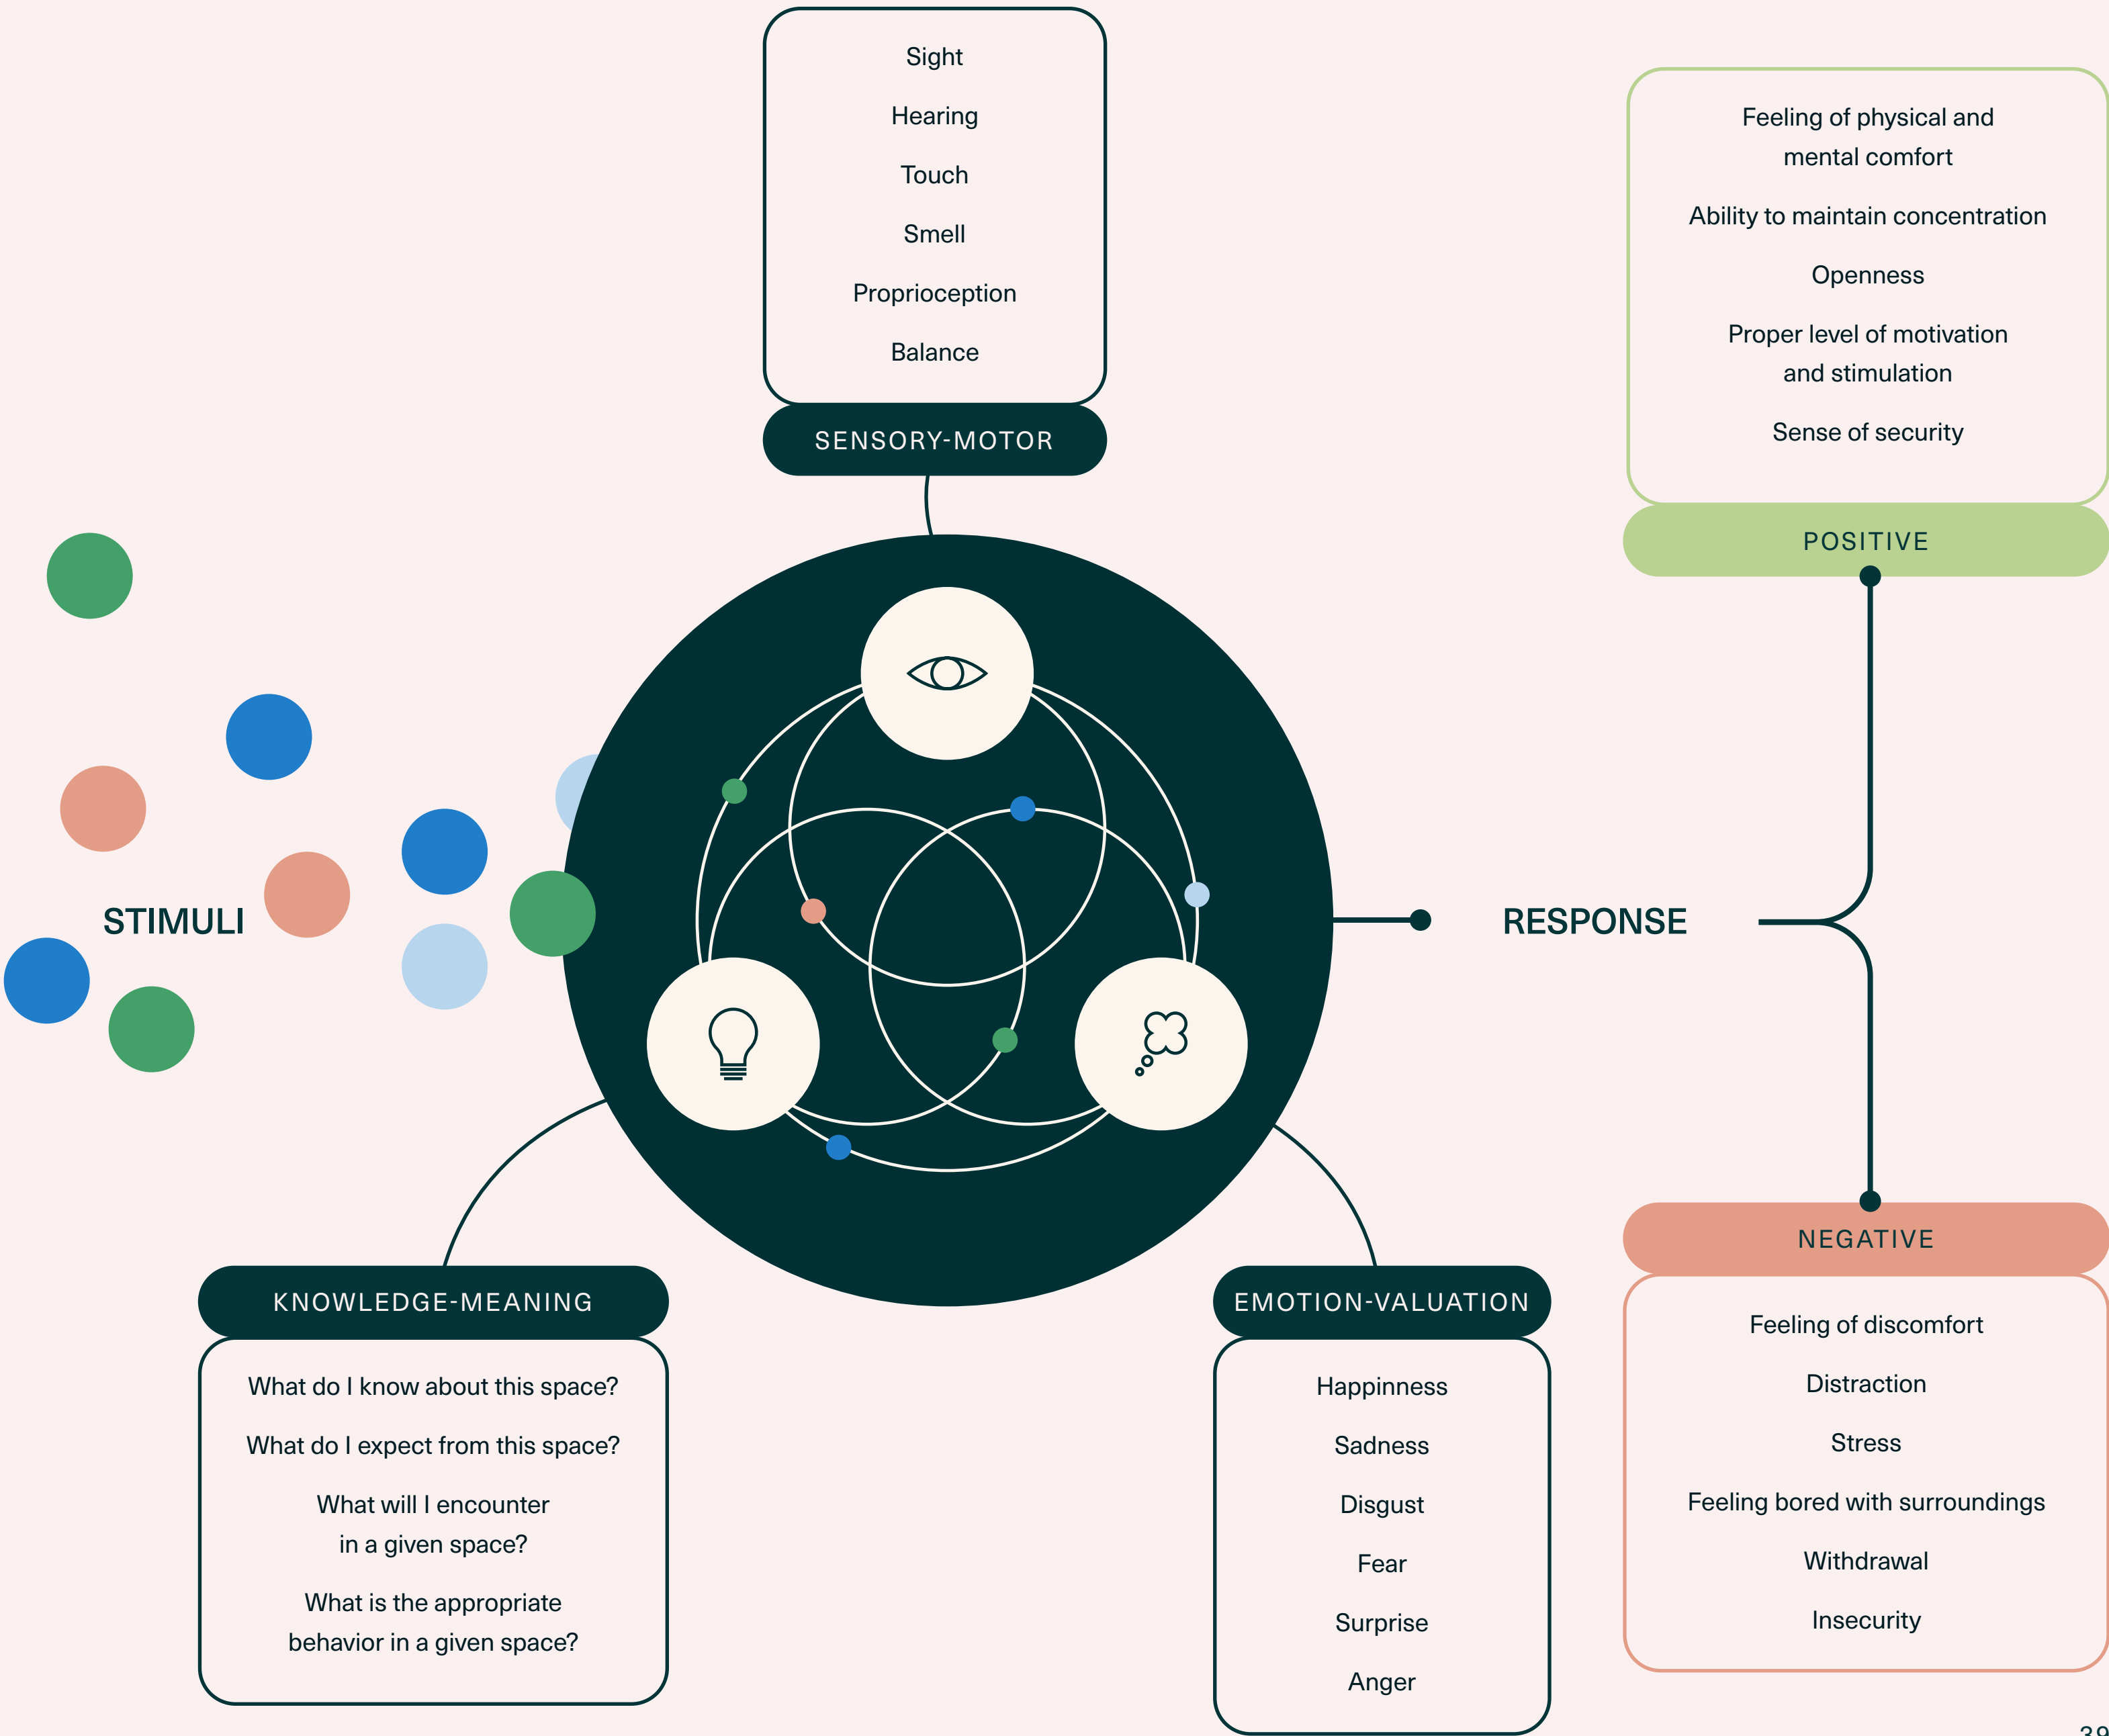 Sight
Hearing
Touch
Smell
Proprioception
Balance
SENSORY-MOTOR
Feeling of physical and
mental comfort
Ability to maintain concentration
Openness
Proper level of motivation
and stimulation
Sense of security
POSITIVE
STIMULI
RESPONSE
KNOWLEDGE-MEANING
What do I know about this space?
What do I expect from this space?
What will I encounter
in a given space?
What is the appropriate
behavior in a given space?
EMOTION-VALUATION
Happinness
Sadness
Disgust
Fear
Surprise
Anger
NEGATIVE
Feeling of discomfort
Distraction
Stress
Feeling bored with surroundings
Withdrawal
Insecurity